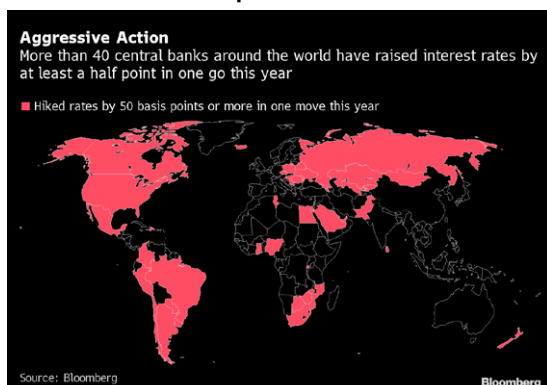 Aggressive Action
More than 40 central banks around the world have raised interest rates by
at least a half point in one go this year
Hiked rates by 50 basis points or more in one move this year
Source: Bloomberg
Bloomberg